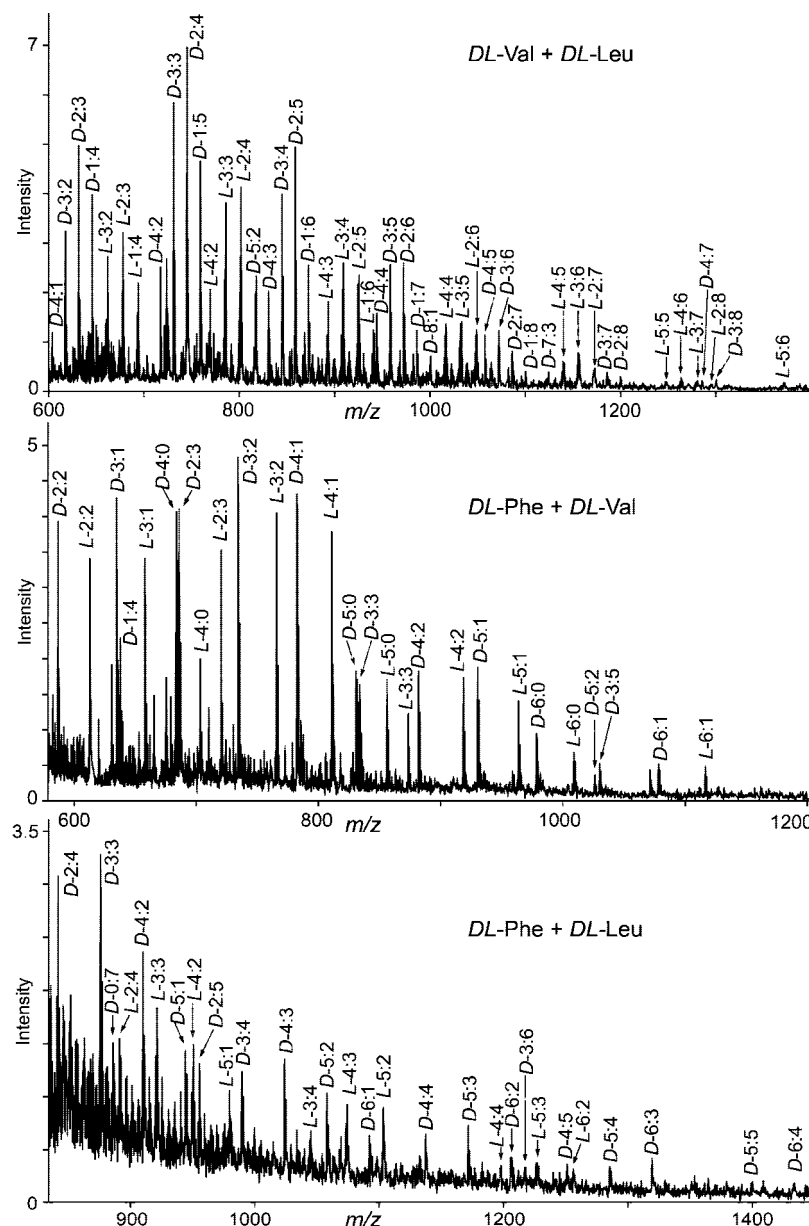 7
DL-Val + DL-Leu
Intensity
D-4:1
D-3:2
D-2:3
D-1:4
L-3:2
L-2:3
L-1:4
D-4:2
D-3:3
D-2:4
D-1:5
L-4:2
L-3:3
L-2:4
D-5:2
D-4:3
D-3:4
D-2:5
D-1:6
L-4:3
L-3:4
L-2:5
L-1:6
D-4:4
D-3:5
D-2:6
D-1:7
D-8:1
L-4:4
L-3:5
L-2:6
D-4:5
D-3:6
D-2:7
D-1:8
D-7:3
L-4:5
L-3:6
L-2:7
D-3:7
D-2:8
L-5:5
L-4:6
L-3:7
D-4:7
L-2:8
D-3:8
L-5:6
0
600 800 m/z 1000 1200
5
DL-Phe + DL-Val
Intensity
D-2:2
L-2:2
D-3:1
D-1:4
L-3:1
D-4:0
D-2:3
L-4:0
L-2:3
D-3:2
L-3:2
D-4:1
L-4:1
D-5:0
D-3:3
L-5:0
L-3:3
D-4:2
L-4:2
D-5:1
L-5:1
D-6:0
L-6:0
D-5:2
D-3:5
D-6:1
L-6:1
0
600 800 m/z 1000 1200
3.5
DL-Phe + DL-Leu
Intensity
D-2:4
D-3:3
D-0:7
L-2:4
D-4:2
L-3:3
D-5:1
L-4:2
D-2:5
L-5:1
D-3:4
D-4:3
L-3:4
D-5:2
L-4:3
D-6:1
L-5:2
D-4:4
D-5:3
L-4:4
D-6:2
D-3:6
L-5:3
D-4:5
L-6:2
D-5:4
D-6:3
D-5:5
D-6:4
0
900 1000 m/z 1200 1400